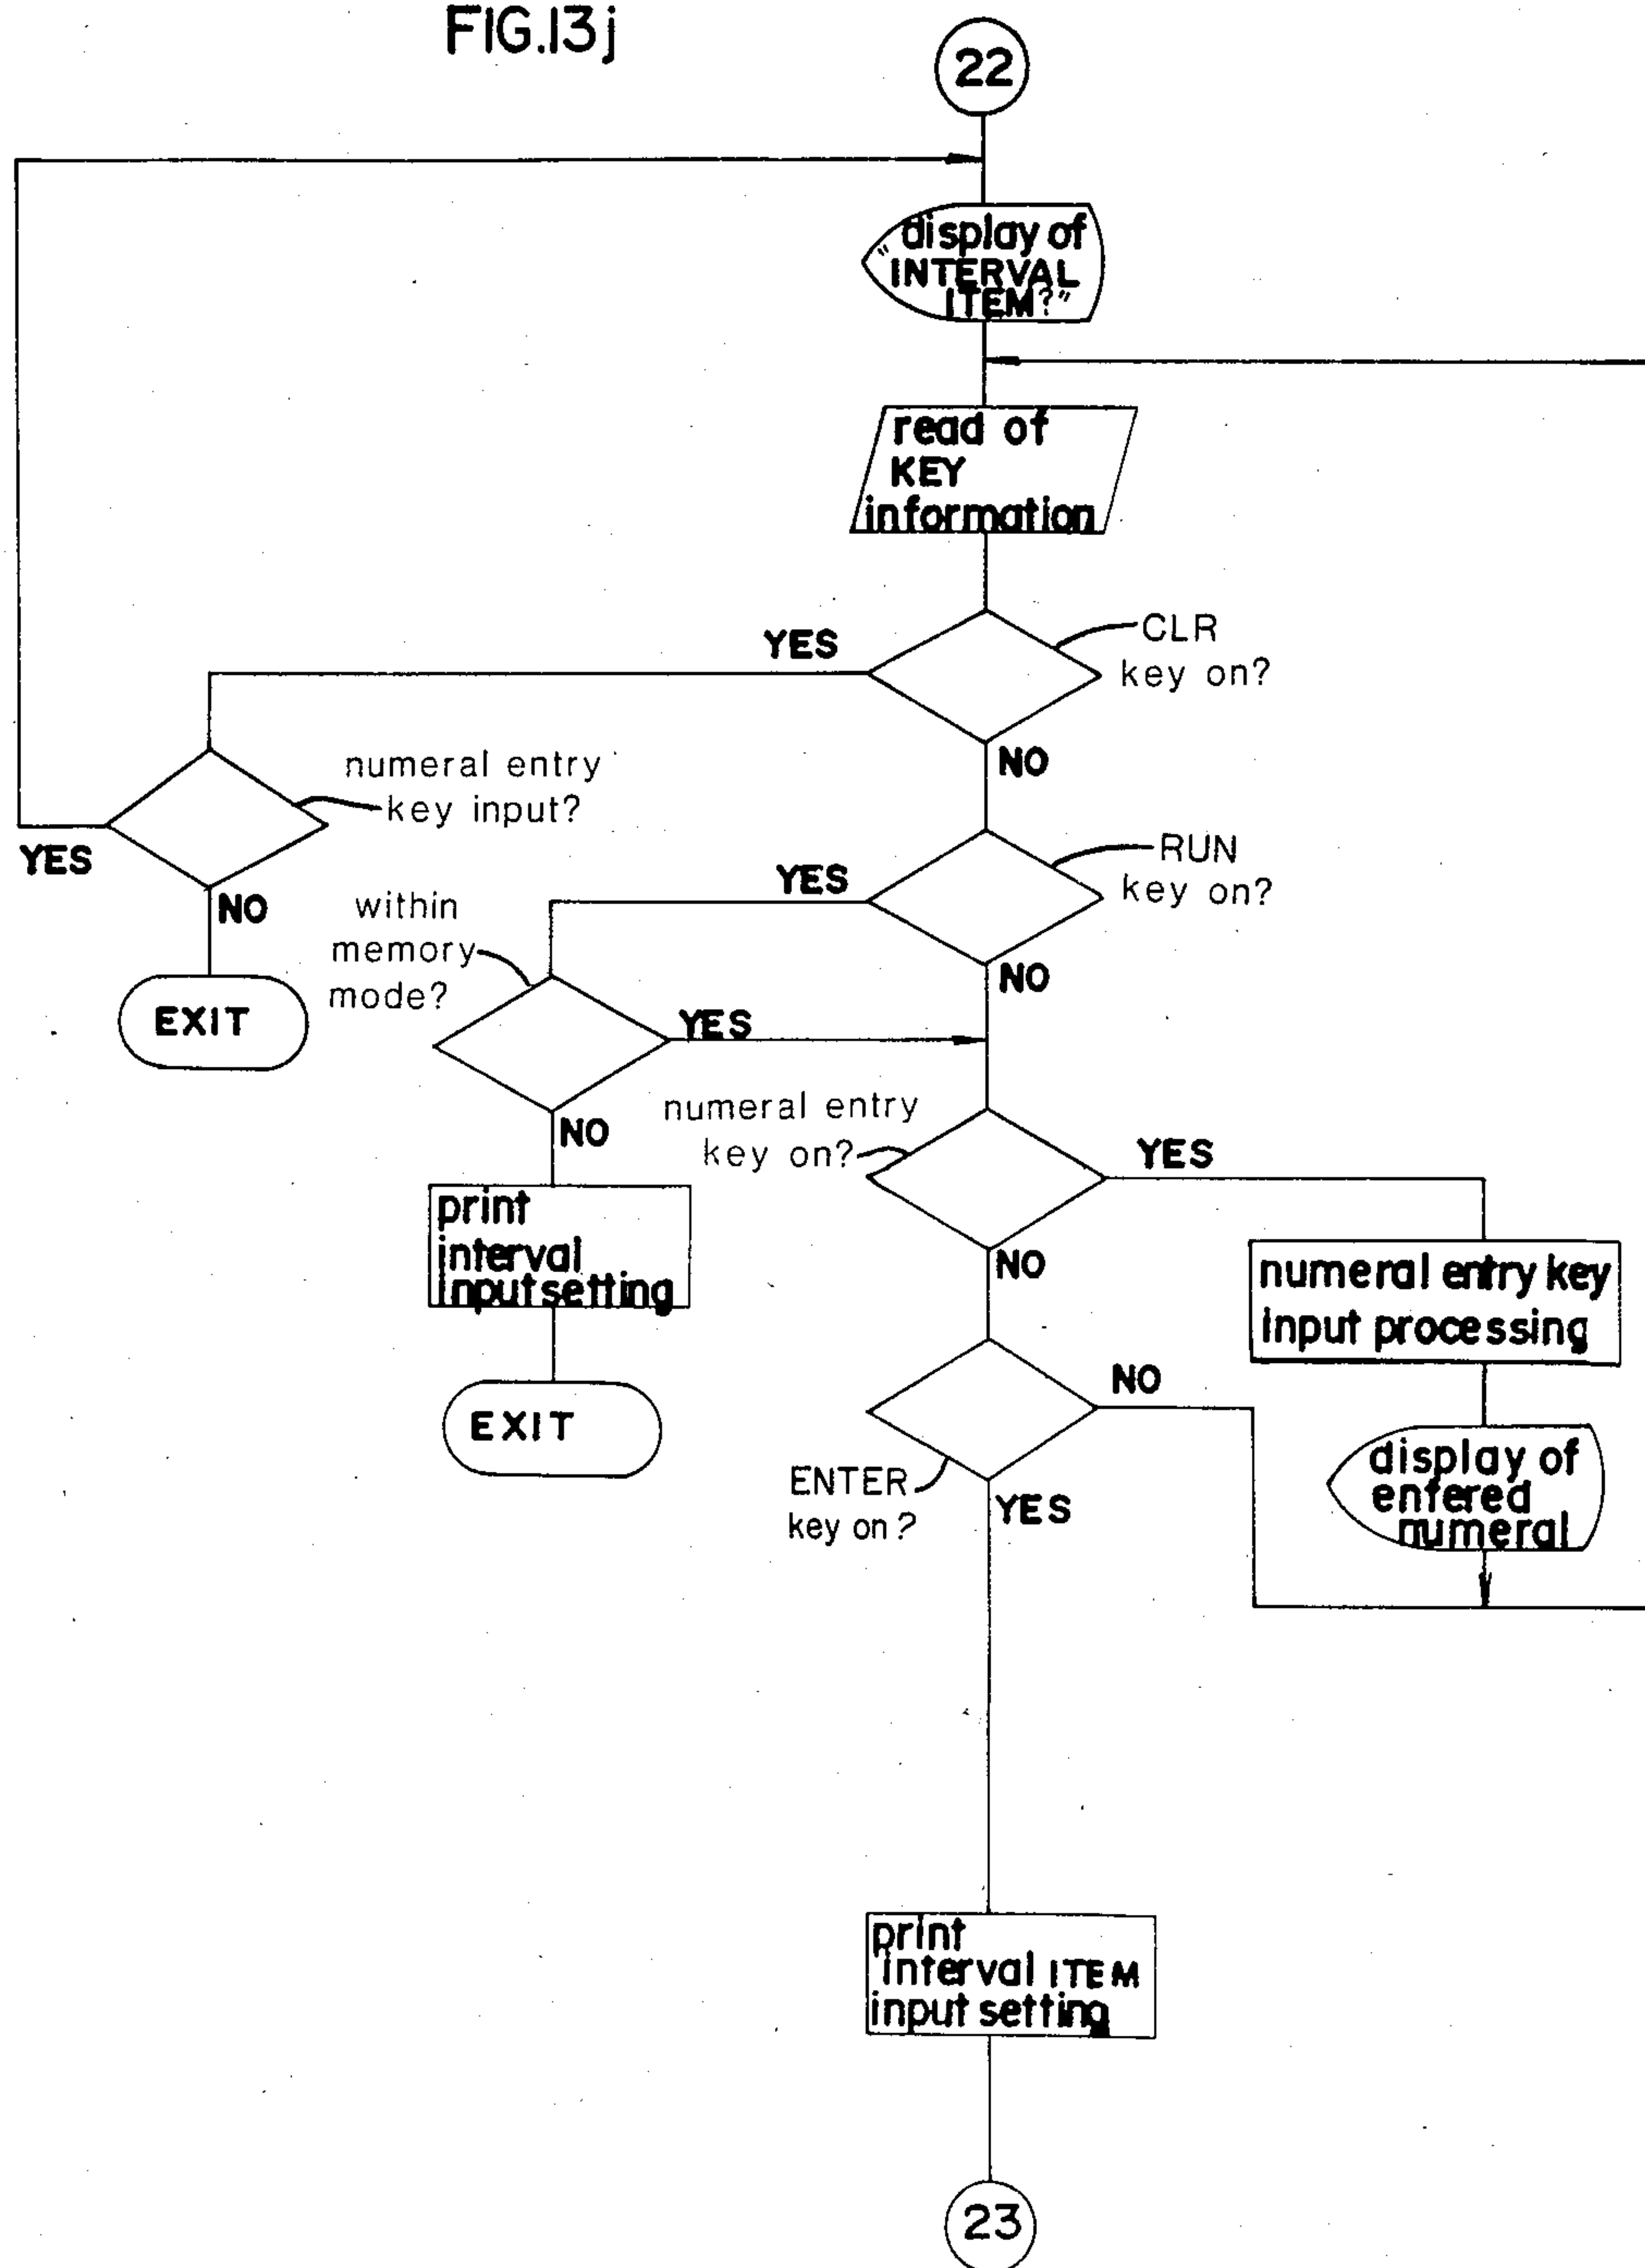 FIG.13j
22
display of
"INTERVAL
ITEM?"
read of
KEY
information
YES
CLR
key on?
NO
numeral entry
key input?
YES
NO
EXIT
YES
RUN
key on?
NO
within
memory
mode?
YES
NO
print
interval
input setting
EXIT
numeral entry
key on?
YES
NO
numeral entry key
input processing
display of
entered
numeral
NO
ENTER
key on?
YES
print
interval ITEM
input setting
23